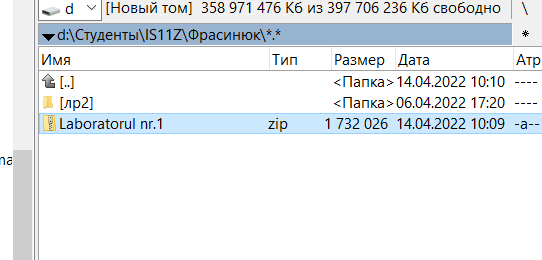 d [Новый том] 358 971 476 Кб из 397 706 236 Кб свободно \
d:\Студенты\IS11Z\Фрасинюк\*.* *
Имя Тип Размер Дата Атр
[..] <Папка> 14.04.2022 10:10 ----
[лр2] <Папка> 06.04.2022 17:20 ----
Laboratorul nr.1 zip 1 732 026 14.04.2022 10:09 -a--